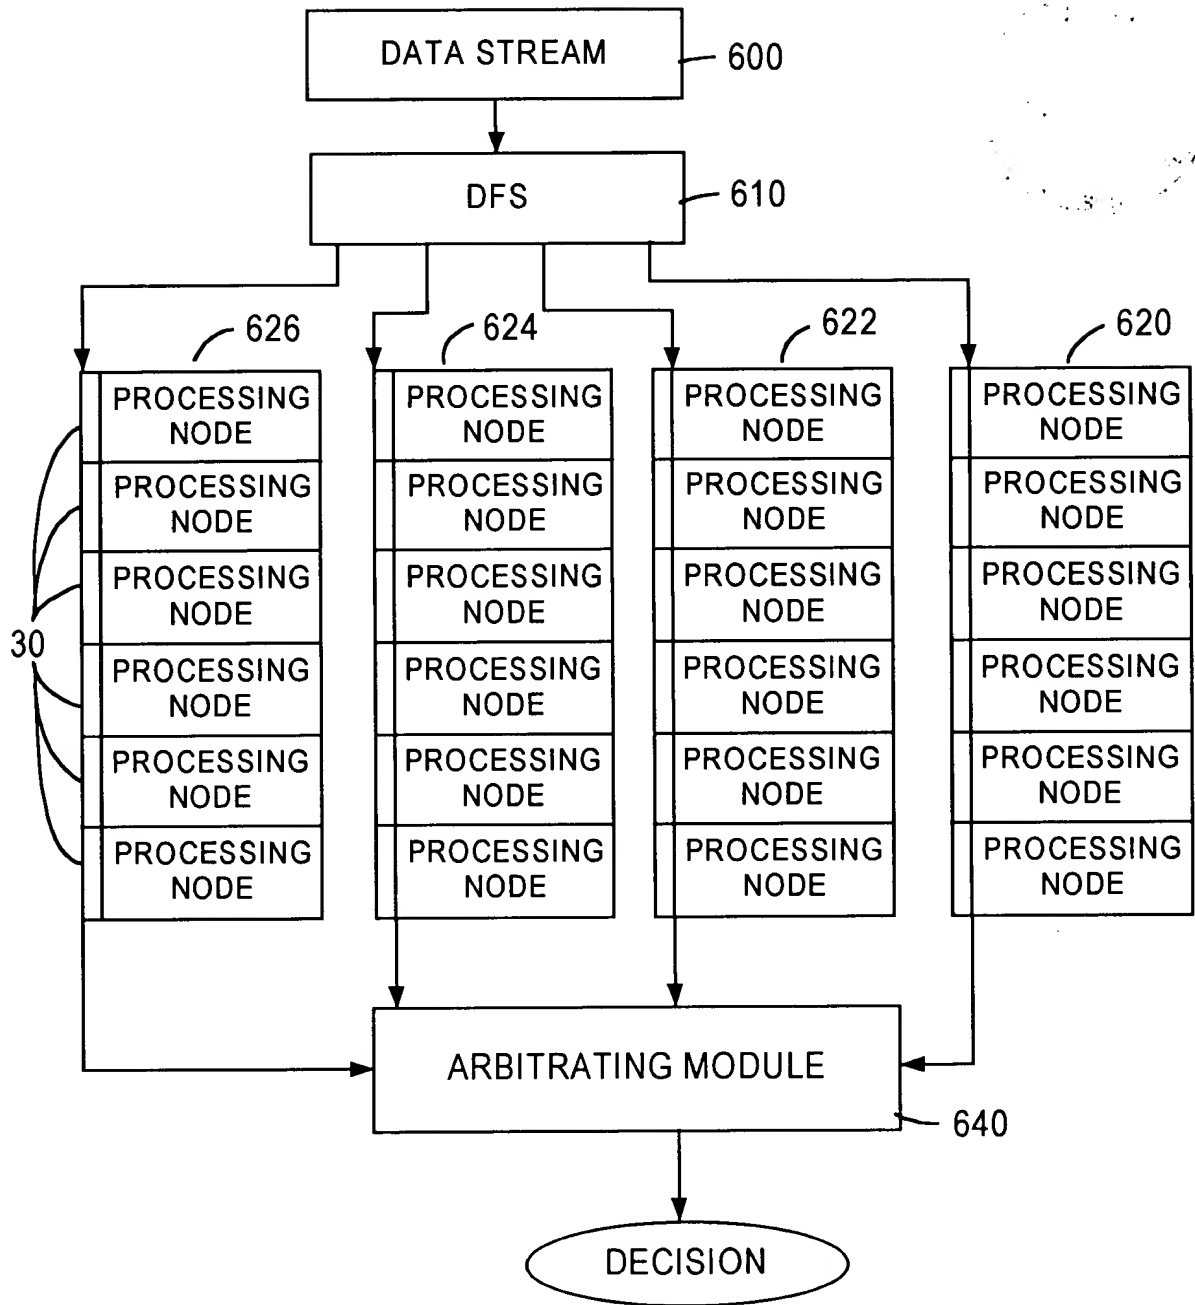 DATA STREAM
600
DFS
610
626
624
622
620
PROCESSING NODE
PROCESSING NODE
PROCESSING NODE
PROCESSING NODE
PROCESSING NODE
PROCESSING NODE
PROCESSING NODE
PROCESSING NODE
PROCESSING NODE
PROCESSING NODE
PROCESSING NODE
PROCESSING NODE
30
PROCESSING NODE
PROCESSING NODE
PROCESSING NODE
PROCESSING NODE
PROCESSING NODE
PROCESSING NODE
PROCESSING NODE
PROCESSING NODE
PROCESSING NODE
PROCESSING NODE
PROCESSING NODE
PROCESSING NODE
ARBITRATING MODULE
640
DECISION